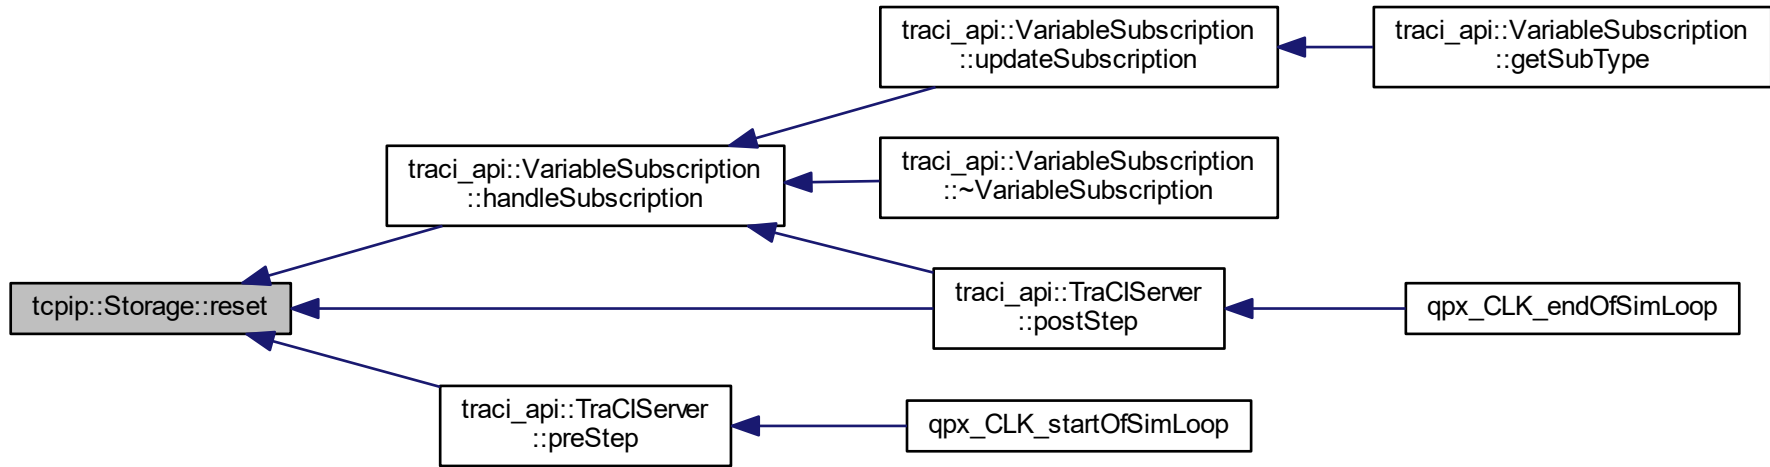 traci_api::VariableSubscription
::updateSubscription
traci_api::VariableSubscription
::getSubType
traci_api::VariableSubscription
::handleSubscription
traci_api::VariableSubscription
::~VariableSubscription
tcpip::Storage::reset
traci_api::TraCIServer
::postStep
qpx_CLK_endOfSimLoop
traci_api::TraCIServer
::preStep
qpx_CLK_startOfSimLoop